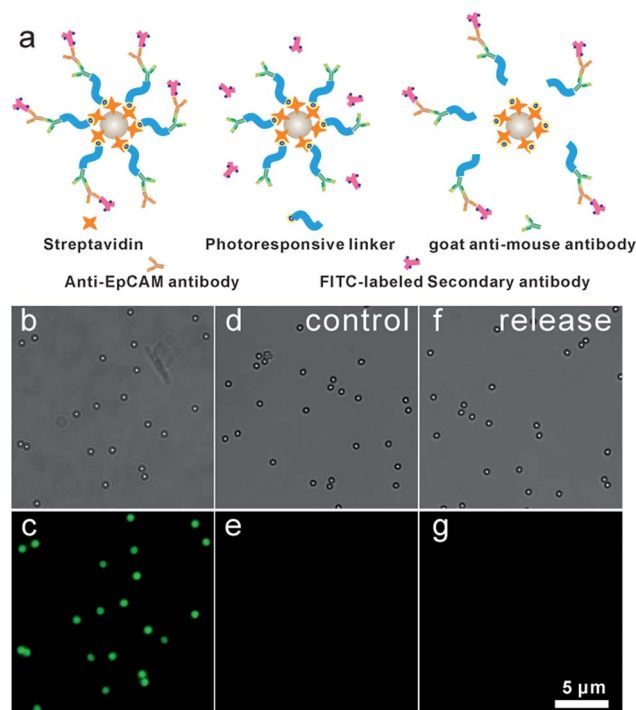 a
Streptavidin Photoresponsive linker goat anti-mouse antibody
Anti-EpCAM antibody FITC-labeled Secondary antibody
b d control f release
c e g
5 µm